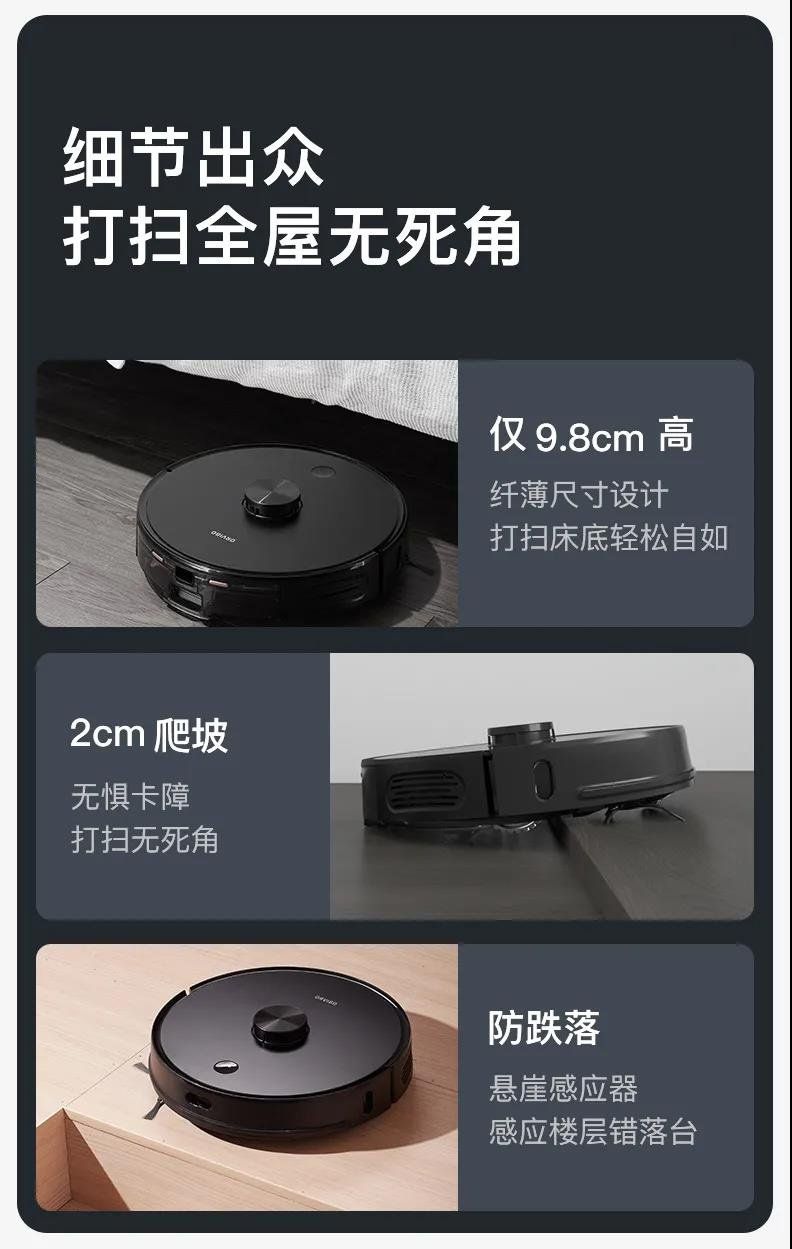 细节出众
打扫全屋无死角
ORVIBO
仅 9.8cm 高
纤薄尺寸设计
打扫床底轻松自如
2cm 爬坡
无惧卡障
打扫无死角
ORVIBO
防跌落
悬崖感应器
感应楼层错落台